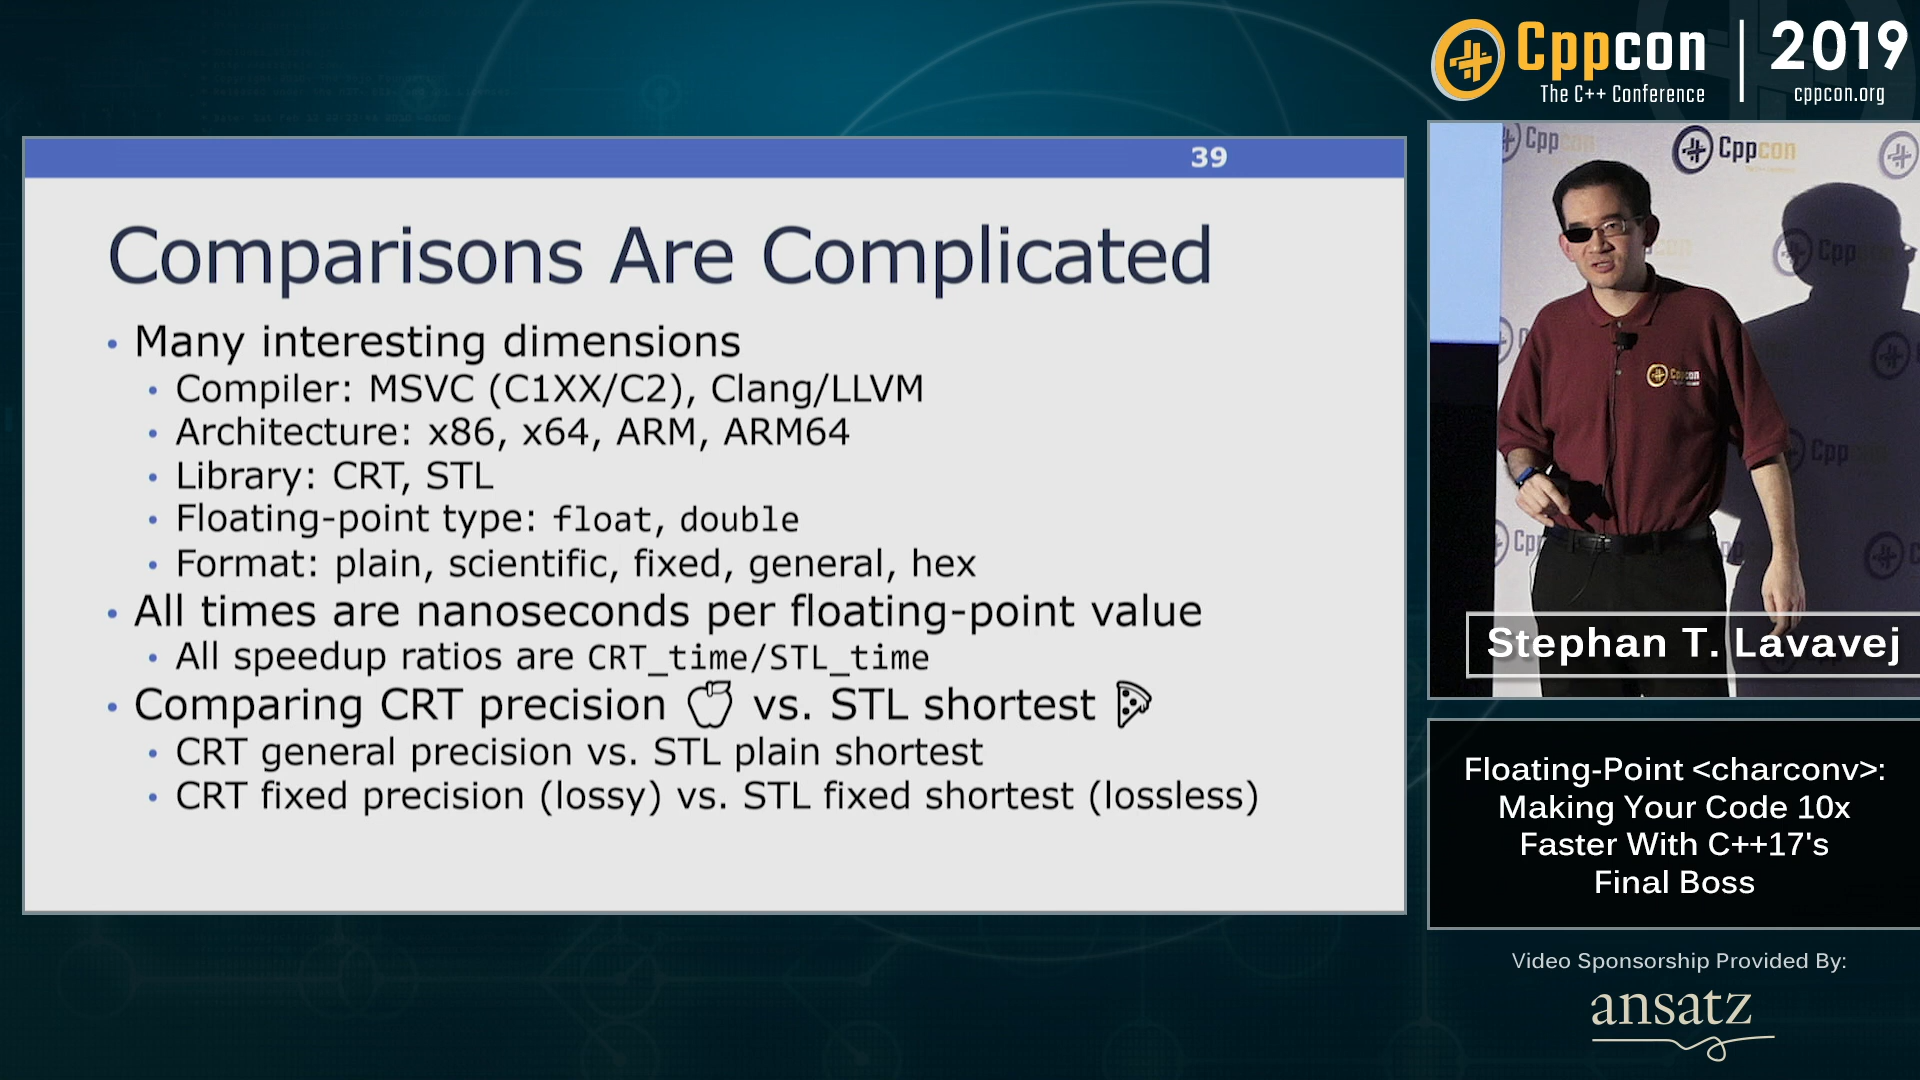 Cppcon
The C++ Conference
2019
cppcon.org
39
Comparisons Are Complicated
• Many interesting dimensions
• Compiler: MSVC (C1XX/C2), Clang/LLVM
• Architecture: x86, x64, ARM, ARM64
• Library: CRT, STL
• Floating-point type: float, double
• Format: plain, scientific, fixed, general, hex
• All times are nanoseconds per floating-point value
• All speedup ratios are CRT_time/STL_time
• Comparing CRT precision vs. STL shortest
• CRT general precision vs. STL plain shortest
• CRT fixed precision (lossy) vs. STL fixed shortest (lossless)
Cppcon
Cppcon
Cppcon
Stephan T. Lavavej
Floating-Point <charconv>:
Making Your Code 10x
Faster With C++17's
Final Boss
Video Sponsorship Provided By:
ansatz